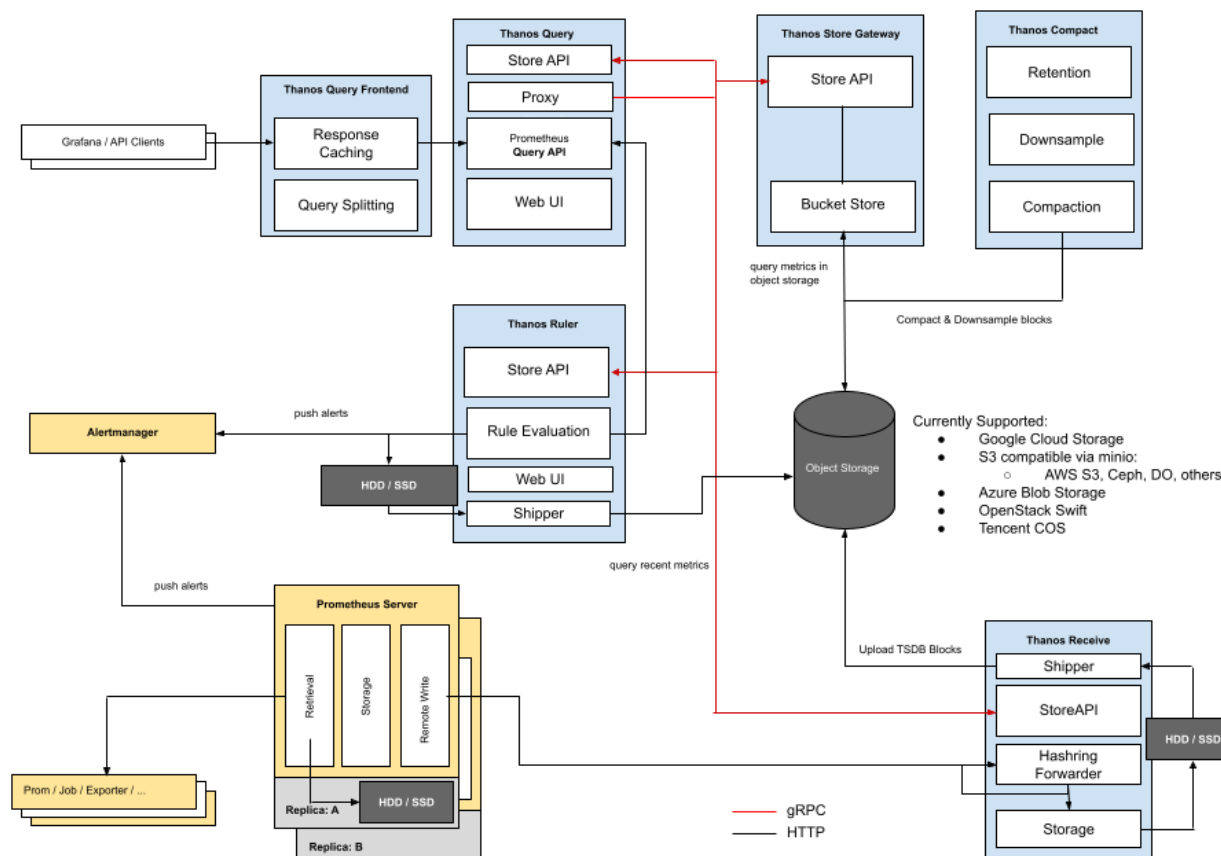 Thanos Query
Store API
Proxy
Prometheus
Query API
Web UI
Thanos Query Frontend
Response
Caching
Query Splitting
Grafana / API Clients
Thanos Store Gateway
Store API
Bucket Store
Thanos Compact
Retention
Downsample
Compaction
query metrics in
object storage
Compact & Downsample blocks
Thanos Ruler
Store API
Rule Evaluation
Web UI
Shipper
push alerts
Alertmanager
HDD / SSD
Object Storage
Currently Supported:
● Google Cloud Storage
● S3 compatible via minio:
○ AWS S3, Ceph, DO, others
● Azure Blob Storage
● OpenStack Swift
● Tencent COS
query recent metrics
push alerts
Prometheus Server
Retrieval
Storage
Remote Write
Replica: A
HDD / SSD
Replica: B
Prom / Job / Exporter / ...
Upload TSDB Blocks
Thanos Receive
Shipper
StoreAPI
Hashring
Forwarder
Storage
HDD / SSD
gRPC
HTTP